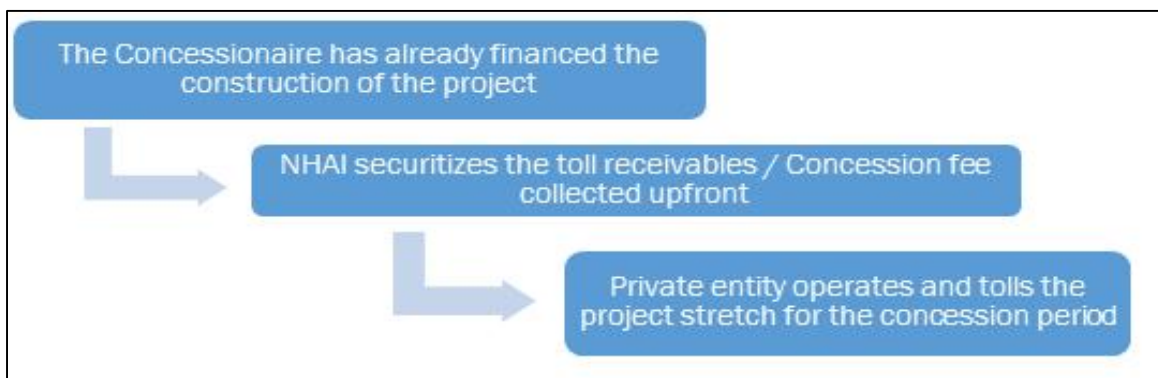 The Concessionaire has already financed the
construction of the project
NHAI securitizes the toll receivables / Concession fee
collected upfront
Private entity operates and tolls the
project stretch for the concession period